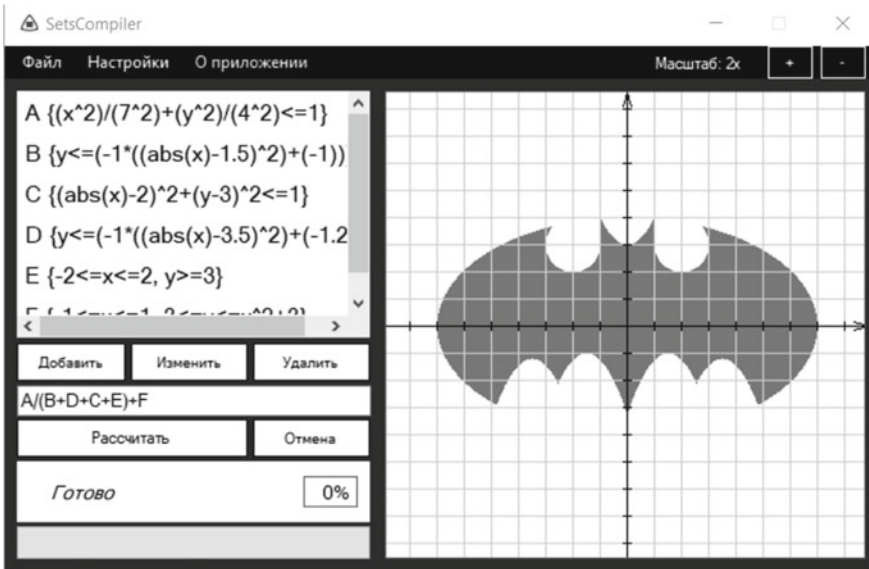 SetsCompiler
Файл Настройки О приложении Масштаб: 2x + -
A {(x^2)/(7^2)+(y^2)/(4^2)<=1}
B {y<=(-1*((abs(x)-1.5)^2)+(-1))
C {(abs(x)-2)^2+(y-3)^2<=1}
D {y<=(-1*((abs(x)-3.5)^2)+(-1.2
E {-2<=x<=2, y>=3}
Добавить Изменить Удалить
A/(B+D+C+E)+F
Рассчитать Отмена
Готово 0%